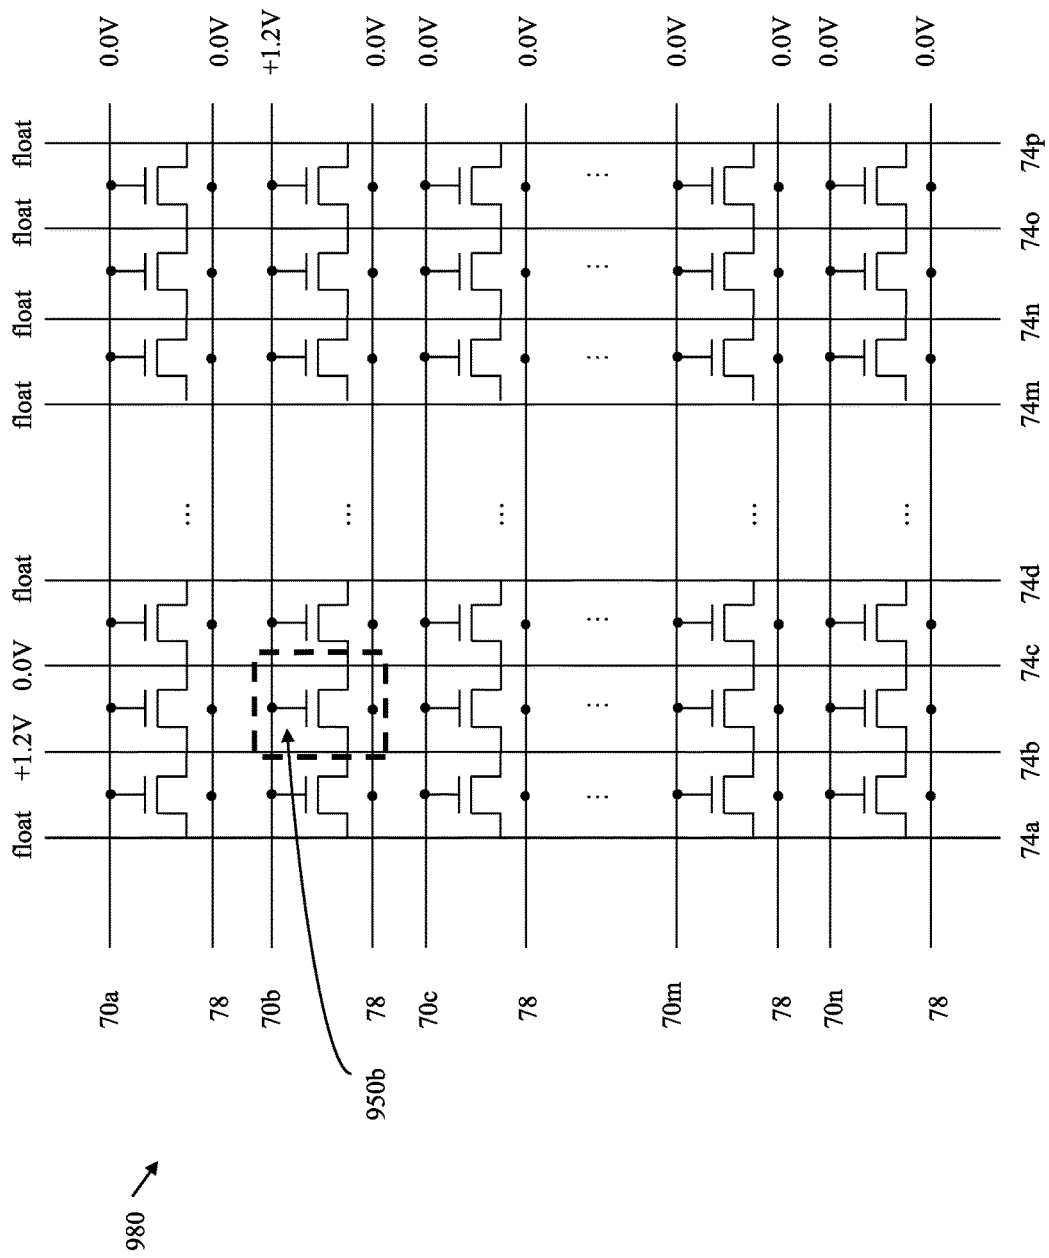 float +1.2V 0.0V float float float float float
70a 0.0V
980
78 0.0V
70b +1.2V
950b
78 0.0V
70c 0.0V
78
... ... ... ... ... ...
70m 0.0V
78 0.0V
70n 0.0V
78 0.0V
74a 74b 74c 74d 74m 74n 74o 74p